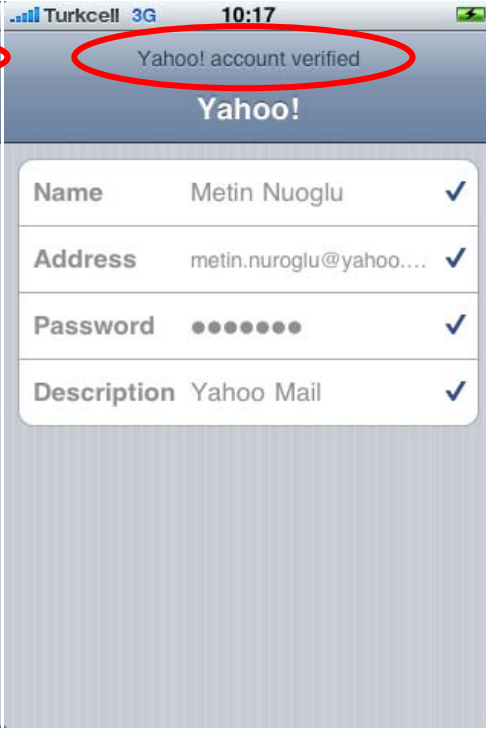 Turkcell 3G 10:17
Yahoo! account verified
Yahoo!
Name Metin Nuoglu
Address metin.nuroglu@yahoo....
Password ●●●●●●●
Description Yahoo Mail